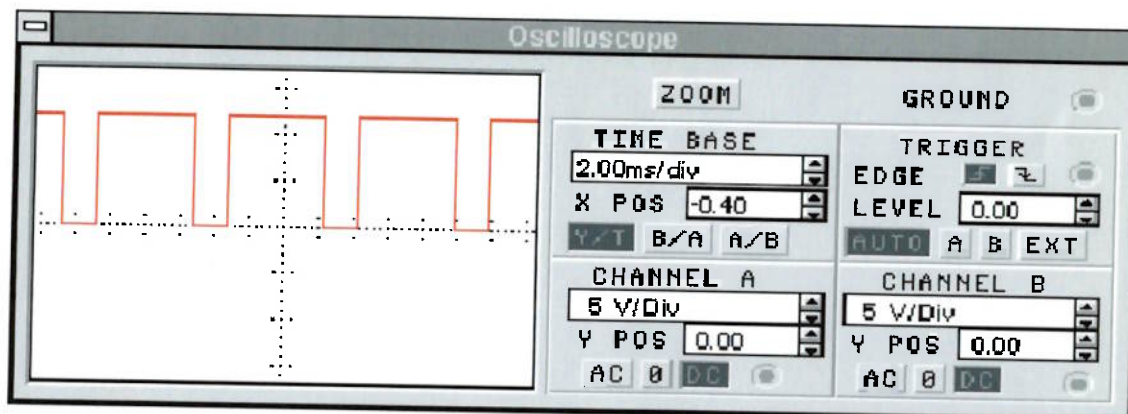 Oscilloscope
ZOOM
GROUND
TIME BASE
2.00ms/div
X POS -0.40
Y/T B/A A/B
TRIGGER
EDGE
LEVEL 0.00
AUTO A B EXT
CHANNEL A
5 V/Div
Y POS 0.00
AC 0 DC
CHANNEL B
5 V/Div
Y POS 0.00
AC 0 DC